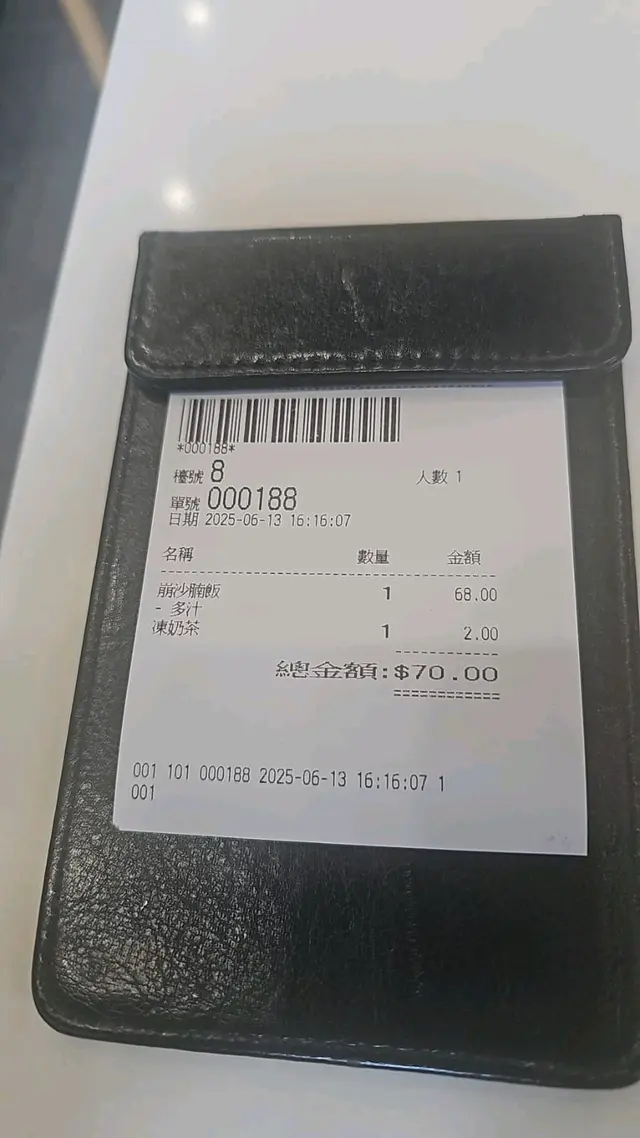 *000188*
檯號 8 人數 1
單號 000188
日期 2025-06-13 16:16:07
名稱 數量 金額
崩沙腩飯 1 68.00
- 多汁
凍奶茶 1 2.00
總金額:$70.00
001 101 000188 2025-06-13 16:16:07 1
001